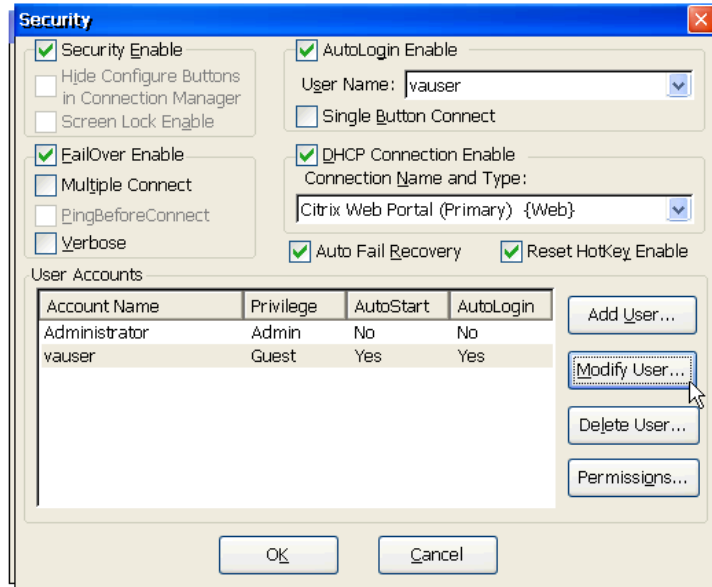 Security
Security Enable
Hide Configure Buttons
in Connection Manager
Screen Lock Enable
AutoLogin Enable
User Name: vauser
Single Button Connect
FailOver Enable
Multiple Connect
PingBeforeConnect
Verbose
DHCP Connection Enable
Connection Name and Type:
Citrix Web Portal (Primary) {Web}
Auto Fail Recovery
Reset HotKey Enable
User Accounts
Account Name Privilege AutoStart AutoLogin
Administrator Admin No No
vauser Guest Yes Yes
Add User...
Modify User...
Delete User...
Permissions...
OK Cancel